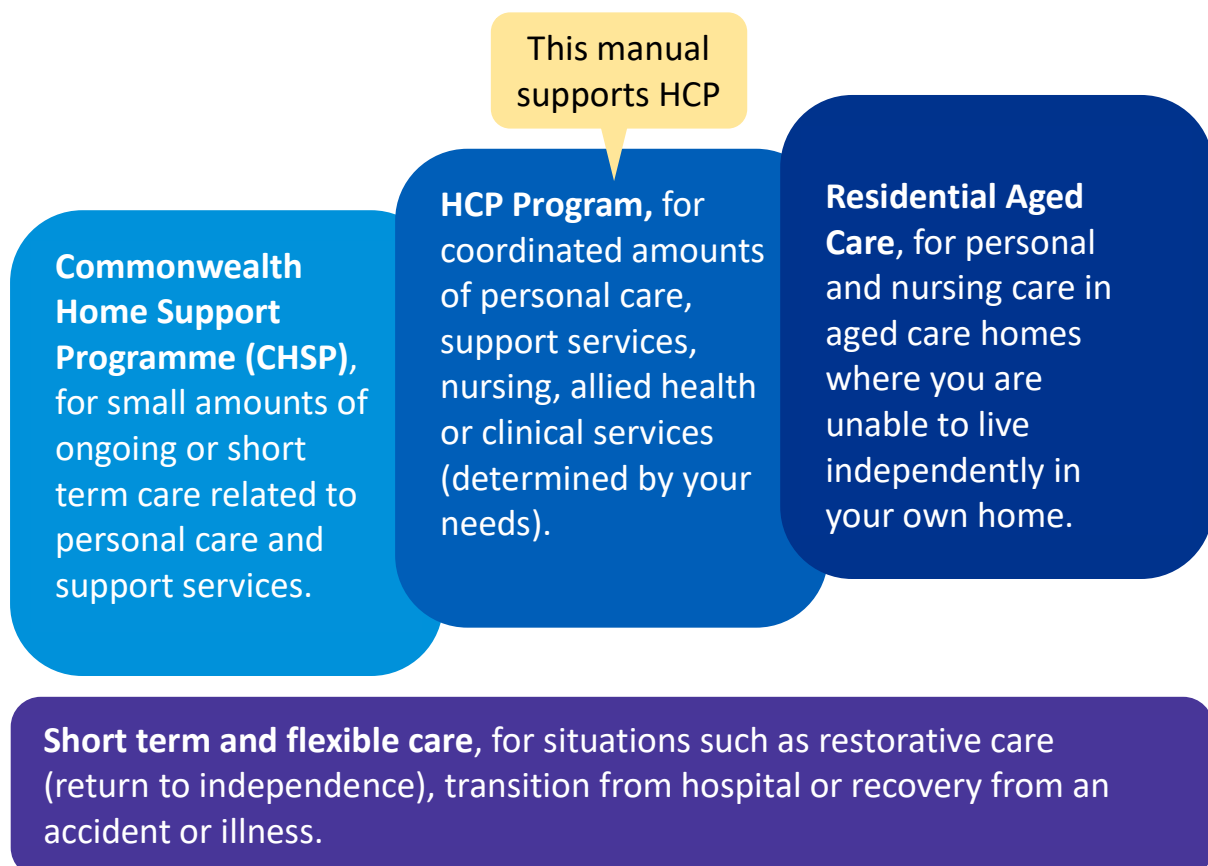 This manual
supports HCP
Commonwealth
Home Support
Programme (CHSP),
for small amounts of
ongoing or short
term care related to
personal care and
support services.
HCP Program, for
coordinated amounts
of personal care,
support services,
nursing, allied health
or clinical services
(determined by your
needs).
Residential Aged
Care, for personal
and nursing care in
aged care homes
where you are
unable to live
independently in
your own home.
Short term and flexible care, for situations such as restorative care
(return to independence), transition from hospital or recovery from an
accident or illness.